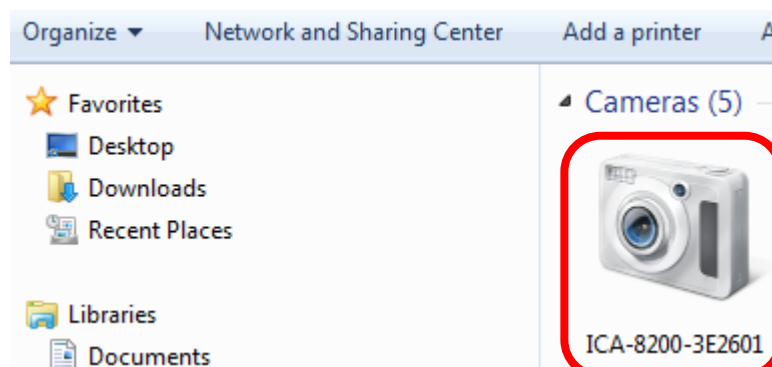 Organize Network and Sharing Center Add a printer
Favorites
Desktop
Downloads
Recent Places
Libraries
Documents
Cameras (5)
ICA-8200-3E2601